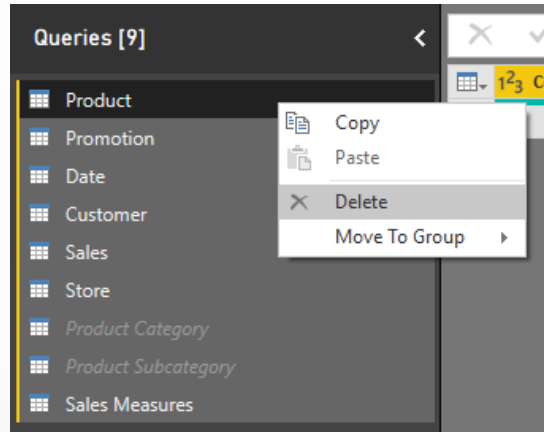 Queries [9]
1²3 C
Product
Copy
Promotion
Paste
Date
Delete
Customer
Move To Group
Sales
Store
Product Category
Product Subcategory
Sales Measures